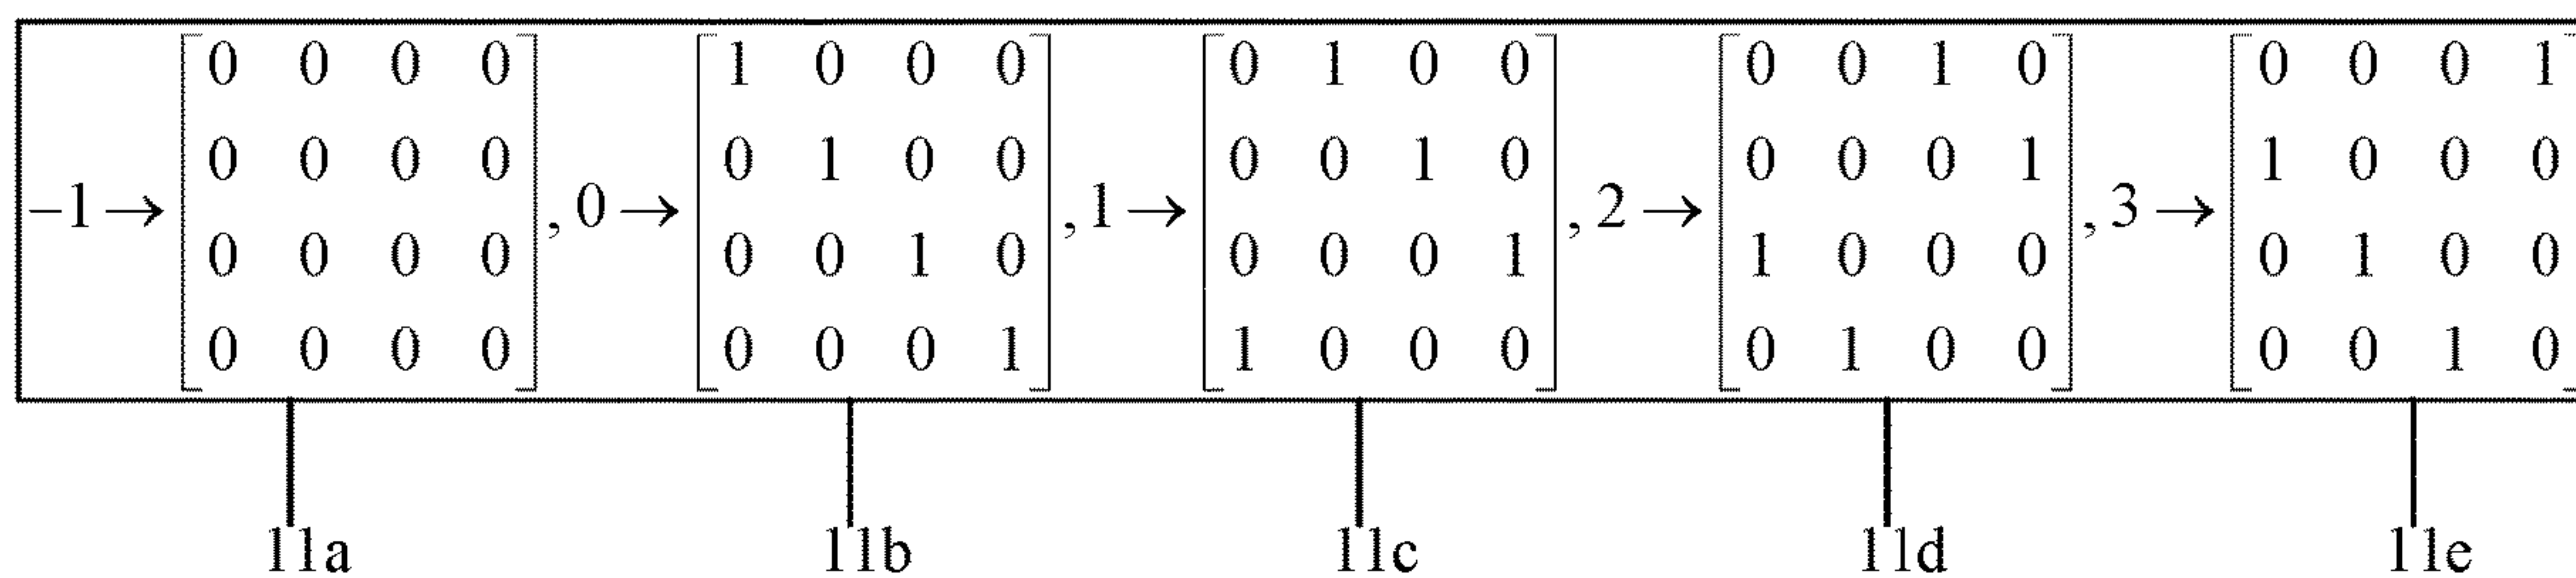 0 0 0 0 1 0 0 0 0 1 0 0 0 0 1 0 0 0 0 1
0 0 0 0 0 1 0 0 0 0 1 0 0 0 0 1 1 0 0 0
−1 → , 0 → , 1 → , 2 → , 3 →
0 0 0 0 0 0 1 0 0 0 0 1 1 0 0 0 0 1 0 0
0 0 0 0 0 0 0 1 1 0 0 0 0 1 0 0 0 0 1 0
11a 11b 11c 11d 11e